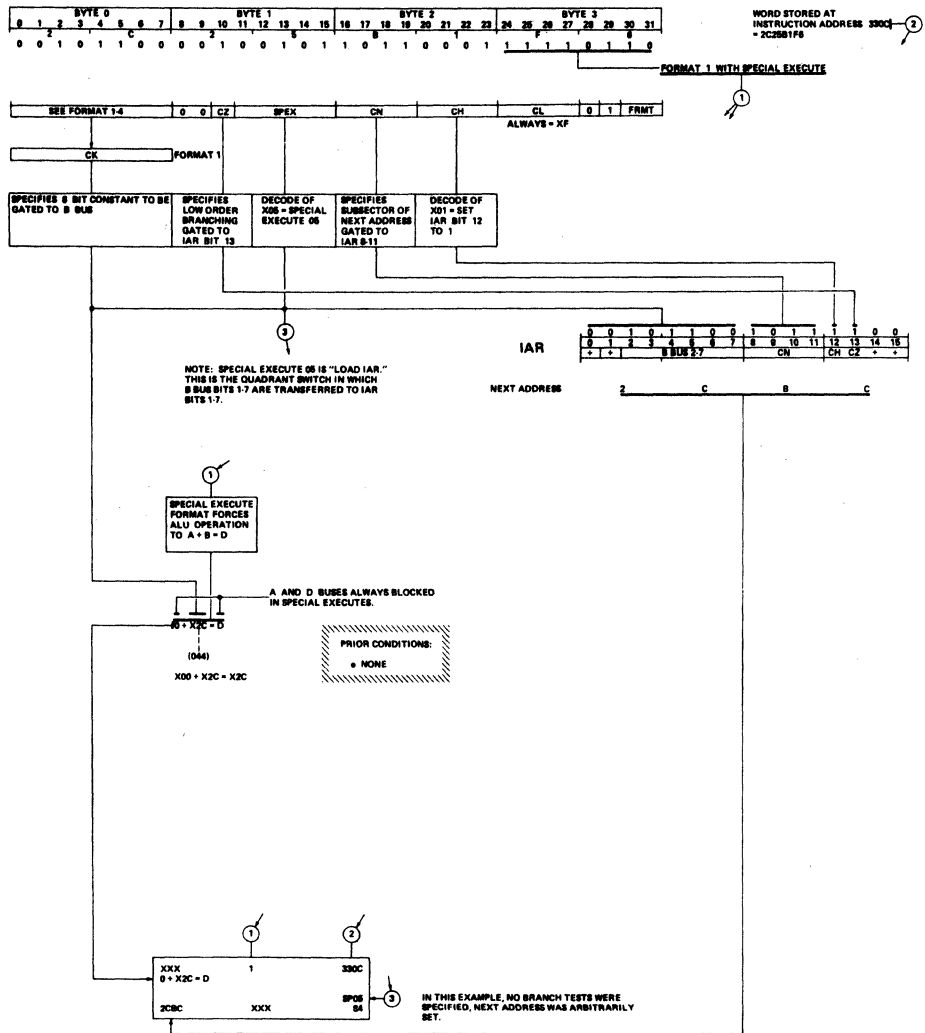 BYTE 0 BYTE 1 BYTE 2 BYTE 3
0 1 2 3 4 5 6 7 8 9 10 11 12 13 14 15 16 17 18 19 20 21 22 23 24 25 26 27 28 29 30 31
2 C 2 5 B 1 F 6
0 0 1 0 1 1 0 0 0 0 1 0 0 1 0 1 1 0 1 1 0 0 0 1 1 1 1 1 0 1 1 0
WORD STORED AT
INSTRUCTION ADDRESS 330C
= 2C25B1F6
2
FORMAT 1 WITH SPECIAL EXECUTE
1
SEE FORMAT 1-4 0 0 CZ SPEX CN CH CL 0 1 FRMT
ALWAYS = XF
CK FORMAT 1
SPECIFIES 8 BIT CONSTANT TO BE
GATED TO B BUS
SPECIFIES
LOW ORDER
BRANCHING
GATED TO
IAR BIT 13
DECODE OF
X05 = SPECIAL
EXECUTE 05
SPECIFIES
SUBSECTOR OF
NEXT ADDRESS
GATED TO
IAR 8-11
DECODE OF
X01 = SET
IAR BIT 12
TO 1
3
NOTE: SPECIAL EXECUTE 05 IS "LOAD IAR."
THIS IS THE QUADRANT SWITCH IN WHICH
B BUS BITS 1-7 ARE TRANSFERRED TO IAR
BITS 1-7.
IAR
0 0 1 0 1 1 0 0 1 0 1 1 1 1 0 0
0 1 2 3 4 5 6 7 8 9 10 11 12 13 14 15
+ + B BUS 2-7 CN CH CZ + +
NEXT ADDRESS 2 C B C
1
SPECIAL EXECUTE
FORMAT FORCES
ALU OPERATION
TO A + B = D
A AND D BUSES ALWAYS BLOCKED
IN SPECIAL EXECUTES.
0 + X2C = D
(044)
X00 + X2C = X2C
PRIOR CONDITIONS:
• NONE
1 2
XXX 1 330C
0 + X2C = D
SP05
2CBC XXX S4
3
IN THIS EXAMPLE, NO BRANCH TESTS WERE
SPECIFIED, NEXT ADDRESS WAS ARBITRARILY
SET.